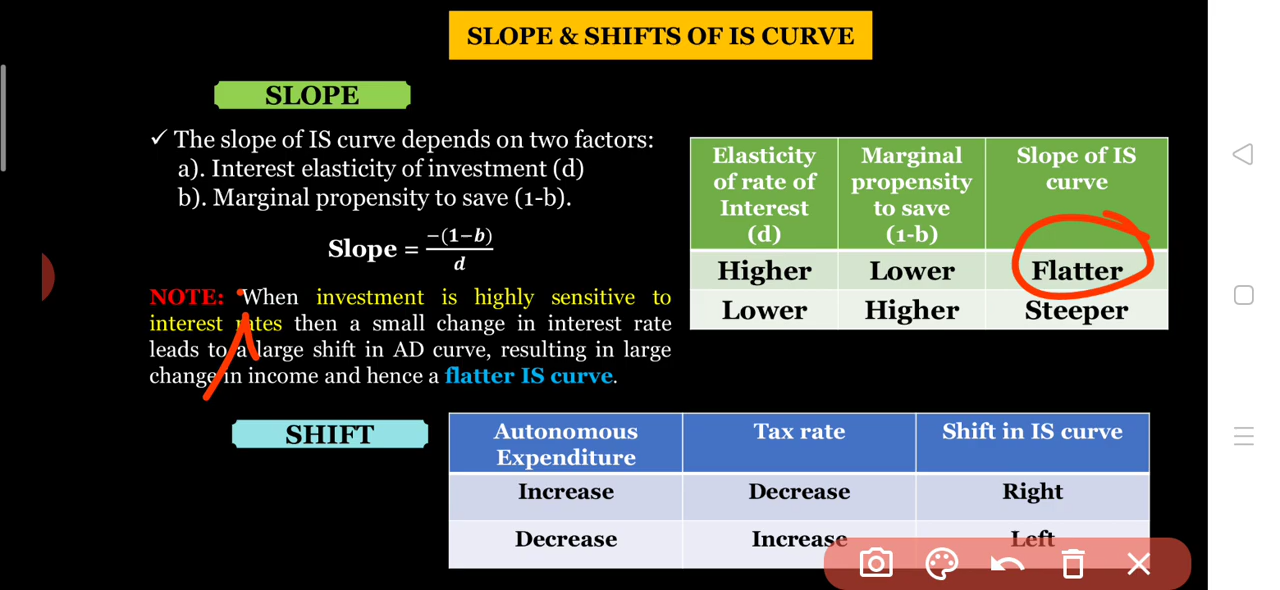 SLOPE & SHIFTS OF IS CURVE
SLOPE
✓ The slope of IS curve depends on two factors:
a). Interest elasticity of investment (d)
b). Marginal propensity to save (1-b).
Slope = −(1−b)/d
NOTE: When investment is highly sensitive to
interest rates then a small change in interest rate
leads to a large shift in AD curve, resulting in large
change in income and hence a flatter IS curve.
Elasticity of rate of Interest (d) Marginal propensity to save (1-b) Slope of IS curve
Higher Lower Flatter
Lower Higher Steeper
SHIFT
Autonomous Expenditure Tax rate Shift in IS curve
Increase Decrease Right
Decrease Increase Left